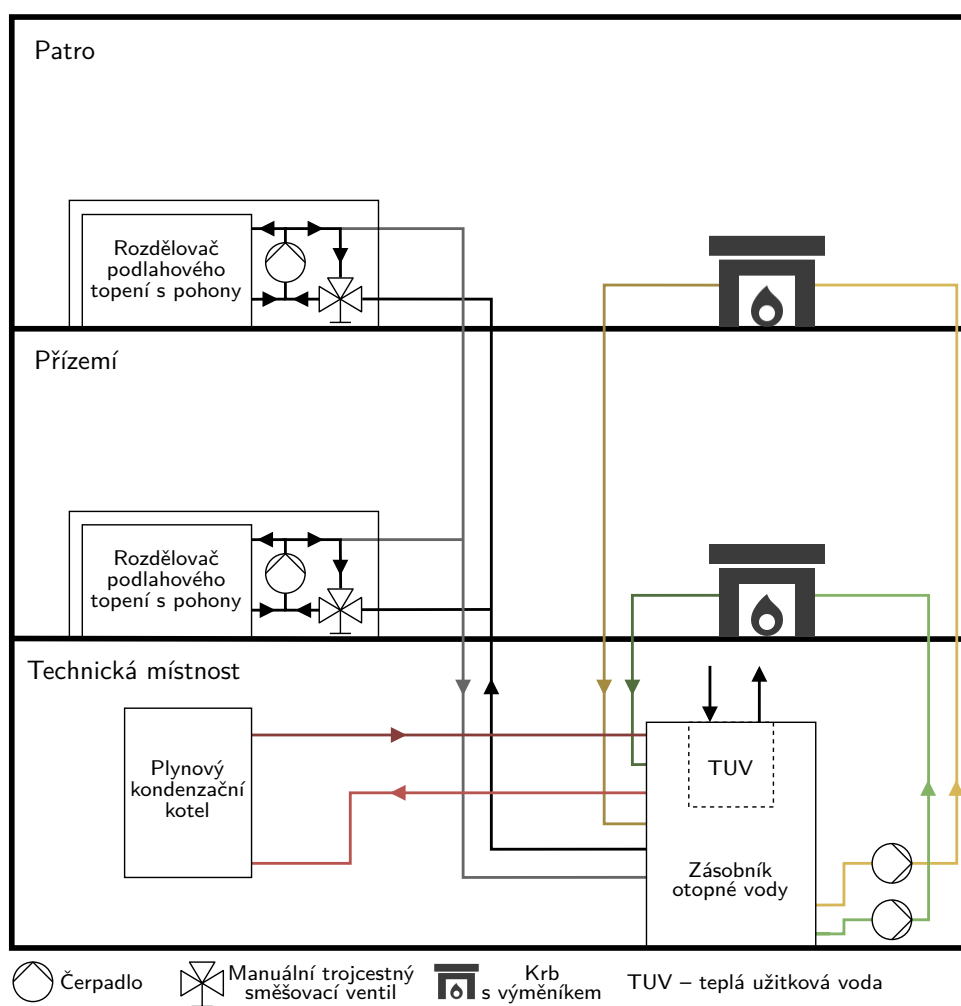 Patro
Rozdělovač
podlahového
topení s pohony
Přízemí
Rozdělovač
podlahového
topení s pohony
Technická místnost
Plynový
kondenzační
kotel
TUV
Zásobník
otopné vody
Čerpadlo
Manuální trojcestný
směšovací ventil
Krb
s výměníkem
TUV – teplá užitková voda